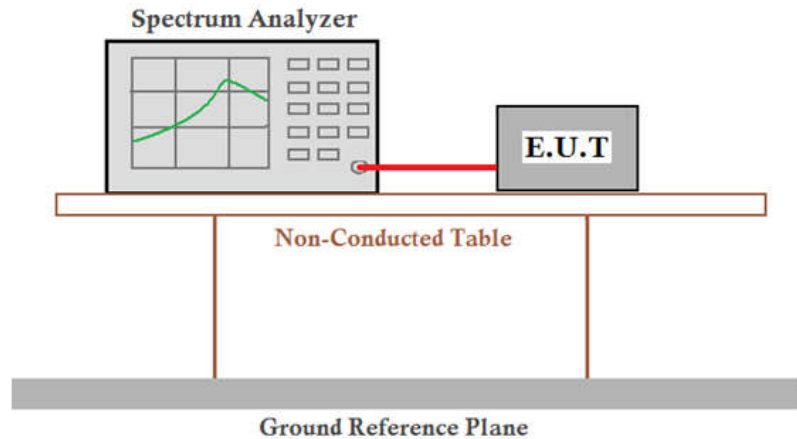 Spectrum Analyzer
E.U.T
Non-Conducted Table
Ground Reference Plane